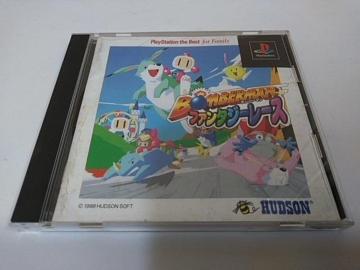 PlayStation the Best for Family
PlayStation
BOMBERMAN
ファンタジーレース
© 1998 HUDSON SOFT
HUDSON